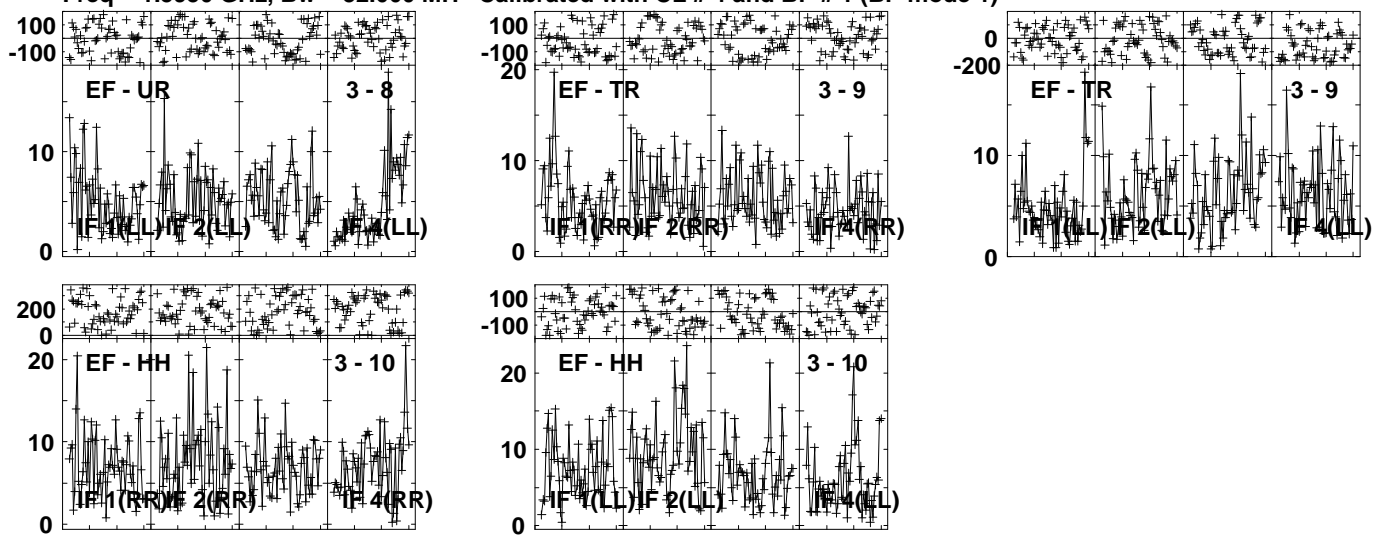 100
-100
EF - UR
3 - 8
10
0
IF 1(LL)
IF 2(LL)
IF 4(LL)
100
-100
20
EF - TR
3 - 9
10
0
IF 1(RR)
IF 2(RR)
IF 4(RR)
0
-200
EF - TR
3 - 9
10
0
IF 1(LL)
IF 2(LL)
IF 4(LL)
200
0
20
EF - HH
3 - 10
10
0
IF 1(RR)
IF 2(RR)
IF 4(RR)
100
-100
EF - HH
3 - 10
20
10
0
IF 1(LL)
IF 2(LL)
IF 4(LL)